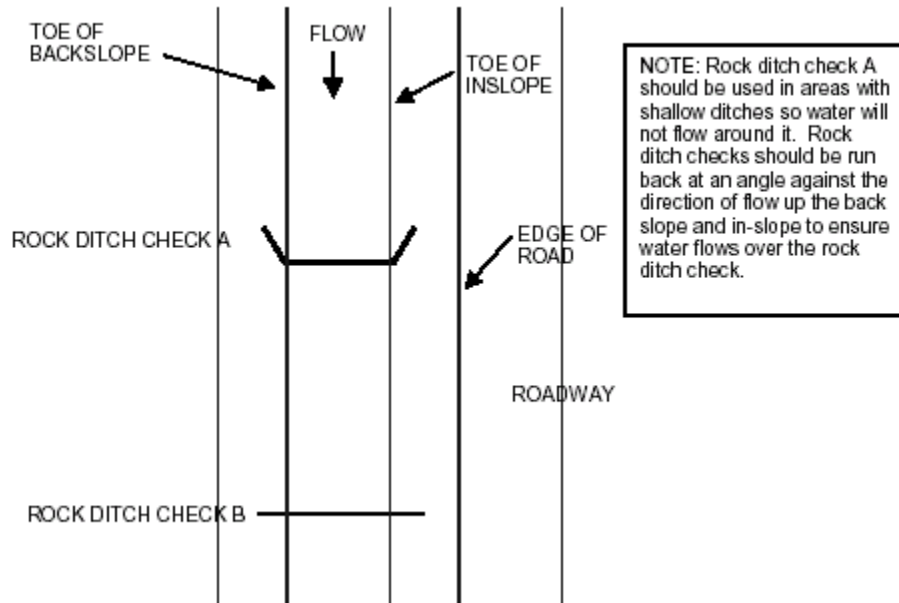 TOE OF
BACKSLOPE
FLOW
TOE OF
INSLOPE
NOTE: Rock ditch check A
should be used in areas with
shallow ditches so water will
not flow around it. Rock
ditch checks should be run
back at an angle against the
direction of flow up the back
slope and in-slope to ensure
water flows over the rock
ditch check.
ROCK DITCH CHECK A
EDGE OF
ROAD
ROADWAY
ROCK DITCH CHECK B